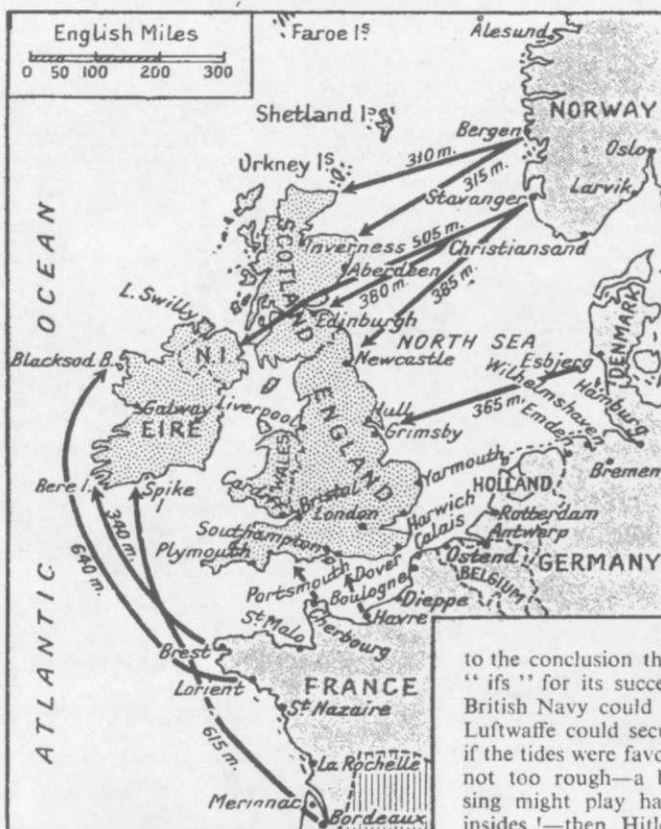 English Miles
0 50 100 200 300
Faroe Is
Ålesund
NORWAY
Shetland Is
Bergen
Oslo
310 m.
Orkney Is
315 m.
Larvik
Stavanger
SCOTLAND
Inverness
505
Christiansand
Aberdeen
380 m.
385 m.
ATLANTIC OCEAN
L. Swilly
Edinburgh
NORTH SEA
DENMARK
N.I.
Blacksod B.
Newcastle
Esbjerg
Wilhelmshaven
Hamburg
Galway
Liverpool
Hull
365 m.
EIRE
Grimsby
Emden
ENGLAND
WALES
Yarmouth
Bremen
Bere I.
Spike I
Cardiff
Bristol
HOLLAND
London
Harwich
340 m.
Rotterdam
Southampton
Calais
Antwerp
640 m.
Plymouth
Dover
Ostend
GERMANY
Portsmouth
Boulogne
BELGIUM
Dieppe
Havre
St Malo
Cherbourg
Brest
FRANCE
Lorient
St Nazaire
615 m.
La Rochelle
Merignac
Bordeaux
to the conclusion th
“ ifs ” for its succe
British Navy could
Luftwaffe could secu
if the tides were favo
not too rough—a b
sing might play ha
insides !—then Hitle